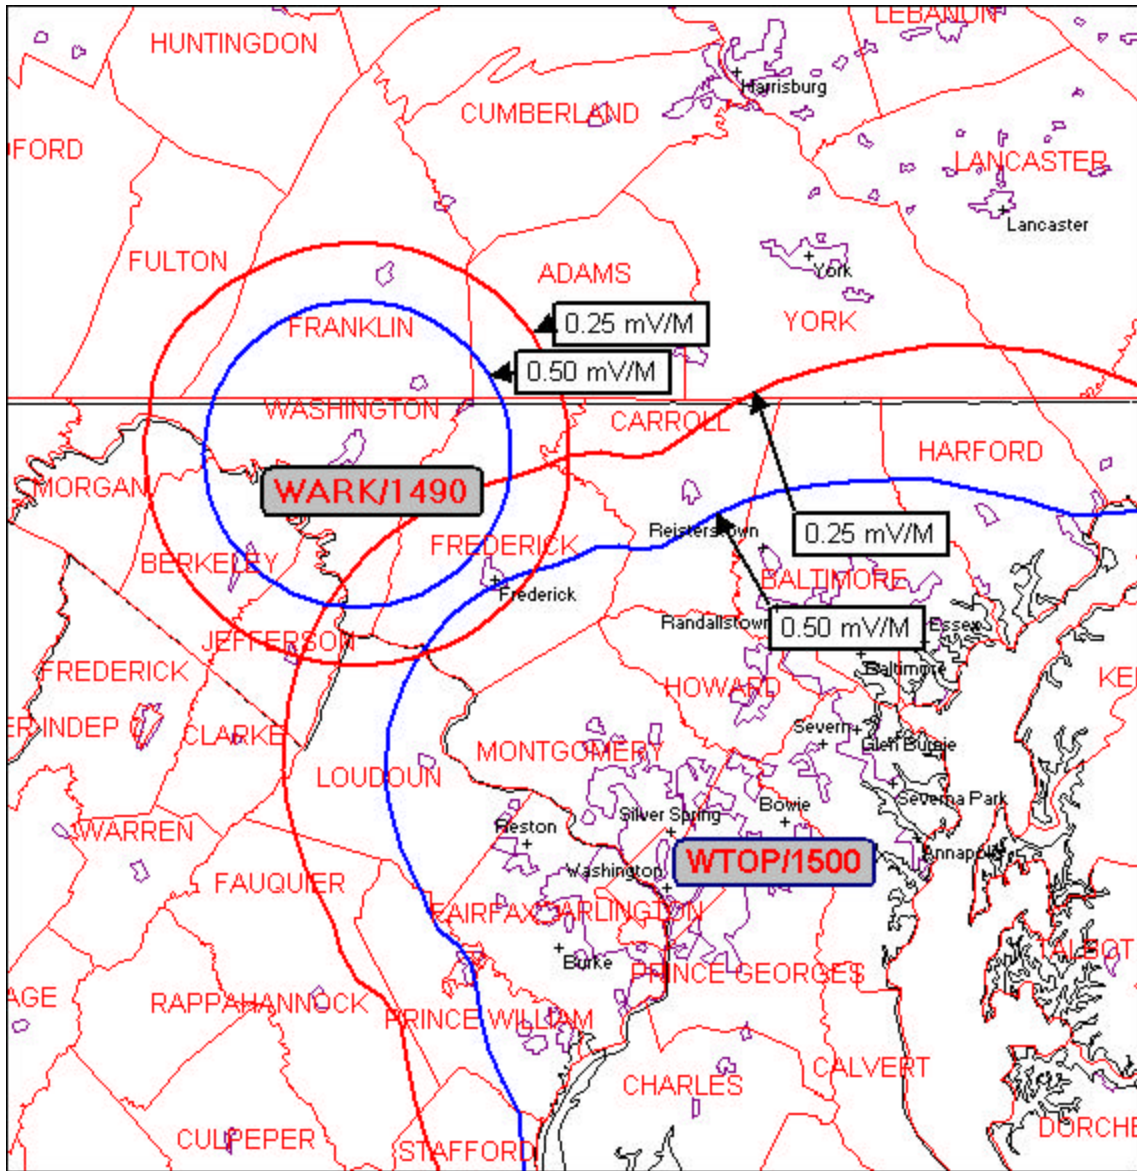 LEBANON
HUNTINGDON
Harrisburg
CUMBERLAND
FORD
LANCASTER
Lancaster
FULTON
ADAMS
York
0.25 mV/M
YORK
FRANKLIN
0.50 mV/M
WASHINGTON
CARROLL
HARFORD
MORGAN
WARK/1490
Reisterstown
0.25 mV/M
FREDERICK
BERKELEY
BALTIMORE
Frederick
Randallstown
0.50 mV/M
Essex
JEFFERSON
Baltimore
FREDERICK
HOWARD
KE
ER INDEP
CLARKE
Severn
Glen Burnie
MONTGOMERY
LOUDOUN
Severna Park
Bowie
Silver Spring
WARREN
Reston
Annapolis
WTOP/1500
Washington
FAUQUIER
FAIRFAX
ARLINGTON
Burke
TALBOT
PRINCE GEORGES
AGE
RAPPAHANNOCK
PRINCE WILLIAM
CALVERT
CHARLES
CULPEPER
STAFFORD
DORCHE